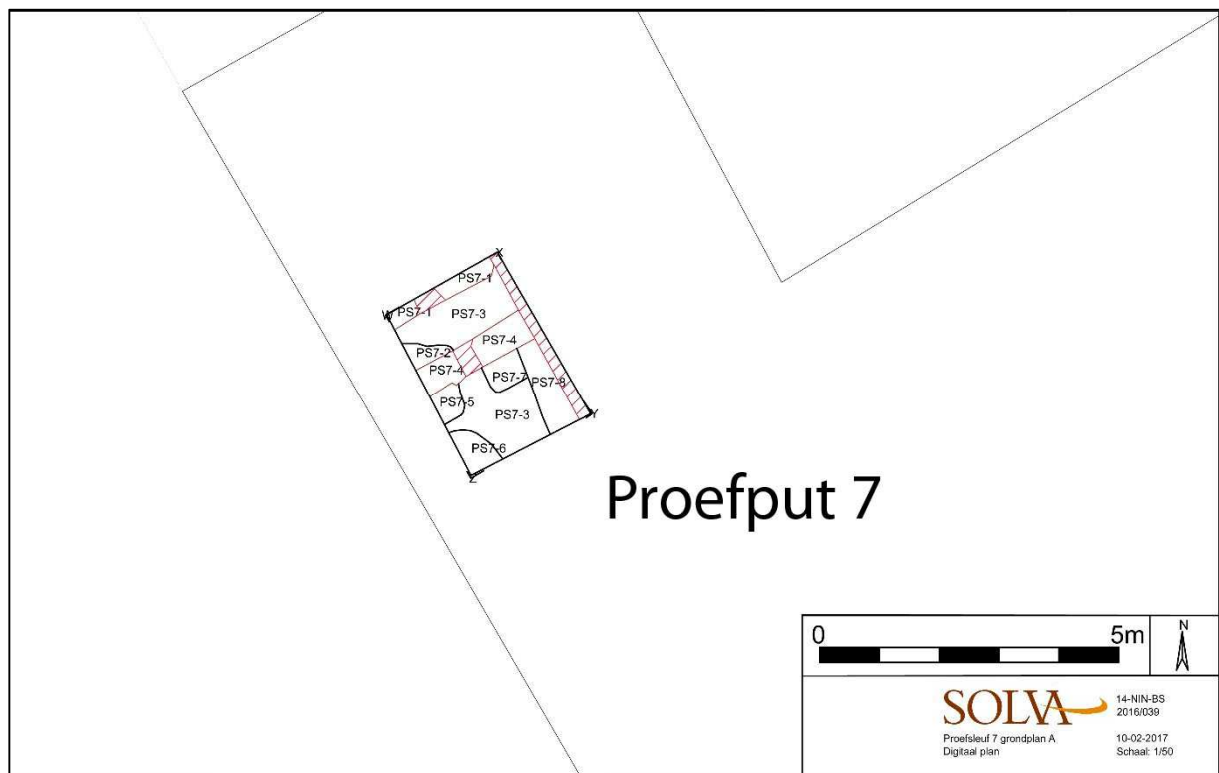 X
PS7-1
PS7-1
W
PS7-3
PS7-4
PS7-2
PS7-4
PS7-7
PS7-8
PS7-5
PS7-3
Y
PS7-6
Z
Proefput 7
0 5m
N
SOLVA
14-NIN-BS
2016/039
Proefsleuf 7 grondplan A
10-02-2017
Digitaal plan
Schaal: 1/50